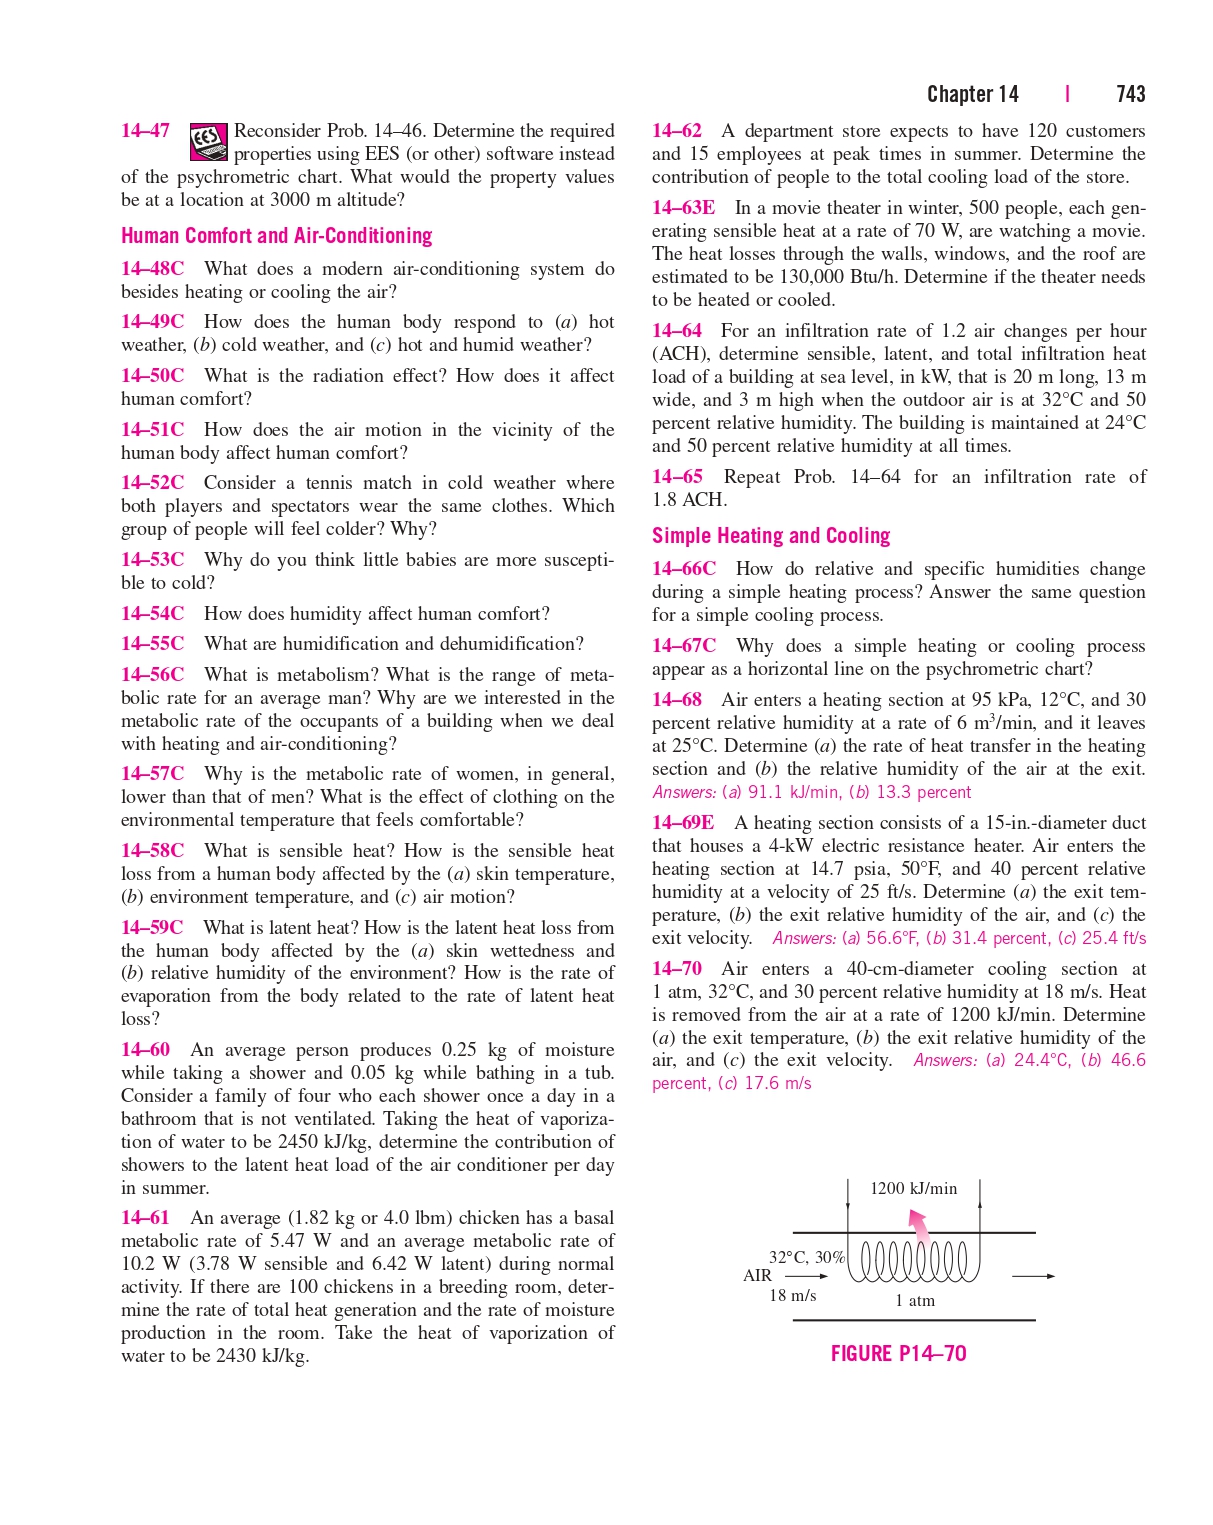 Chapter 14 | 743
14–47 EES Reconsider Prob. 14–46. Determine the required
properties using EES (or other) software instead
of the psychrometric chart. What would the property values
be at a location at 3000 m altitude?
Human Comfort and Air-Conditioning
14–48C What does a modern air-conditioning system do
besides heating or cooling the air?
14–49C How does the human body respond to (a) hot
weather, (b) cold weather, and (c) hot and humid weather?
14–50C What is the radiation effect? How does it affect
human comfort?
14–51C How does the air motion in the vicinity of the
human body affect human comfort?
14–52C Consider a tennis match in cold weather where
both players and spectators wear the same clothes. Which
group of people will feel colder? Why?
14–53C Why do you think little babies are more suscepti-
ble to cold?
14–54C How does humidity affect human comfort?
14–55C What are humidification and dehumidification?
14–56C What is metabolism? What is the range of meta-
bolic rate for an average man? Why are we interested in the
metabolic rate of the occupants of a building when we deal
with heating and air-conditioning?
14–57C Why is the metabolic rate of women, in general,
lower than that of men? What is the effect of clothing on the
environmental temperature that feels comfortable?
14–58C What is sensible heat? How is the sensible heat
loss from a human body affected by the (a) skin temperature,
(b) environment temperature, and (c) air motion?
14–59C What is latent heat? How is the latent heat loss from
the human body affected by the (a) skin wettedness and
(b) relative humidity of the environment? How is the rate of
evaporation from the body related to the rate of latent heat
loss?
14–60 An average person produces 0.25 kg of moisture
while taking a shower and 0.05 kg while bathing in a tub.
Consider a family of four who each shower once a day in a
bathroom that is not ventilated. Taking the heat of vaporiza-
tion of water to be 2450 kJ/kg, determine the contribution of
showers to the latent heat load of the air conditioner per day
in summer.
14–61 An average (1.82 kg or 4.0 lbm) chicken has a basal
metabolic rate of 5.47 W and an average metabolic rate of
10.2 W (3.78 W sensible and 6.42 W latent) during normal
activity. If there are 100 chickens in a breeding room, deter-
mine the rate of total heat generation and the rate of moisture
production in the room. Take the heat of vaporization of
water to be 2430 kJ/kg.
14–62 A department store expects to have 120 customers
and 15 employees at peak times in summer. Determine the
contribution of people to the total cooling load of the store.
14–63E In a movie theater in winter, 500 people, each gen-
erating sensible heat at a rate of 70 W, are watching a movie.
The heat losses through the walls, windows, and the roof are
estimated to be 130,000 Btu/h. Determine if the theater needs
to be heated or cooled.
14–64 For an infiltration rate of 1.2 air changes per hour
(ACH), determine sensible, latent, and total infiltration heat
load of a building at sea level, in kW, that is 20 m long, 13 m
wide, and 3 m high when the outdoor air is at 32°C and 50
percent relative humidity. The building is maintained at 24°C
and 50 percent relative humidity at all times.
14–65 Repeat Prob. 14–64 for an infiltration rate of
1.8 ACH.
Simple Heating and Cooling
14–66C How do relative and specific humidities change
during a simple heating process? Answer the same question
for a simple cooling process.
14–67C Why does a simple heating or cooling process
appear as a horizontal line on the psychrometric chart?
14–68 Air enters a heating section at 95 kPa, 12°C, and 30
percent relative humidity at a rate of 6 m³/min, and it leaves
at 25°C. Determine (a) the rate of heat transfer in the heating
section and (b) the relative humidity of the air at the exit.
Answers: (a) 91.1 kJ/min, (b) 13.3 percent
14–69E A heating section consists of a 15-in.-diameter duct
that houses a 4-kW electric resistance heater. Air enters the
heating section at 14.7 psia, 50°F, and 40 percent relative
humidity at a velocity of 25 ft/s. Determine (a) the exit tem-
perature, (b) the exit relative humidity of the air, and (c) the
exit velocity. Answers: (a) 56.6°F, (b) 31.4 percent, (c) 25.4 ft/s
14–70 Air enters a 40-cm-diameter cooling section at
1 atm, 32°C, and 30 percent relative humidity at 18 m/s. Heat
is removed from the air at a rate of 1200 kJ/min. Determine
(a) the exit temperature, (b) the exit relative humidity of the
air, and (c) the exit velocity. Answers: (a) 24.4°C, (b) 46.6
percent, (c) 17.6 m/s
1200 kJ/min
32°C, 30%
AIR
18 m/s
1 atm
FIGURE P14–70